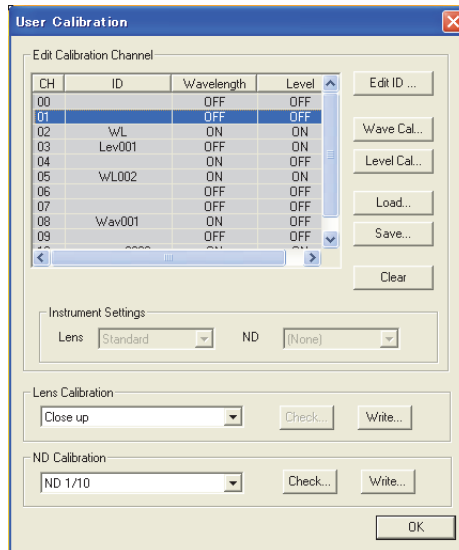 User Calibration
Edit Calibration Channel
CH ID Wavelength Level
00 OFF OFF
01 OFF OFF
02 WL ON ON
03 Lev001 ON OFF
04 ON ON
05 WL002 ON OFF
06 OFF OFF
07 OFF OFF
08 Wav001 ON OFF
09 OFF OFF
Edit ID ...
Wave Cal...
Level Cal...
Load...
Save...
Clear
Instrument Settings
Lens Standard ND (None)
Lens Calibration
Close up Check... Write...
ND Calibration
ND 1/10 Check... Write...
OK